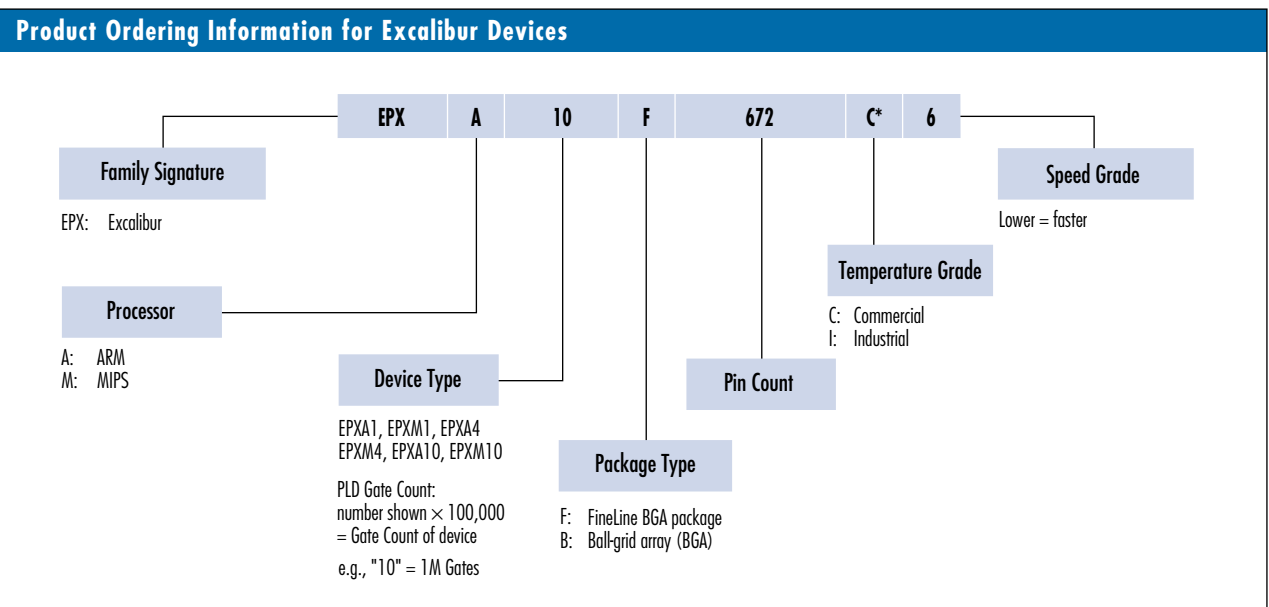 Product Ordering Information for Excalibur Devices
EPX A 10 F 672 C* 6
Family Signature
EPX: Excalibur
Speed Grade
Lower = faster
Temperature Grade
C: Commercial
I: Industrial
Processor
A: ARM
M: MIPS
Device Type
EPXA1, EPXM1, EPXA4
EPXM4, EPXA10, EPXM10
PLD Gate Count:
number shown × 100,000
= Gate Count of device
e.g., "10" = 1M Gates
Pin Count
Package Type
F: FineLine BGA package
B: Ball-grid array (BGA)